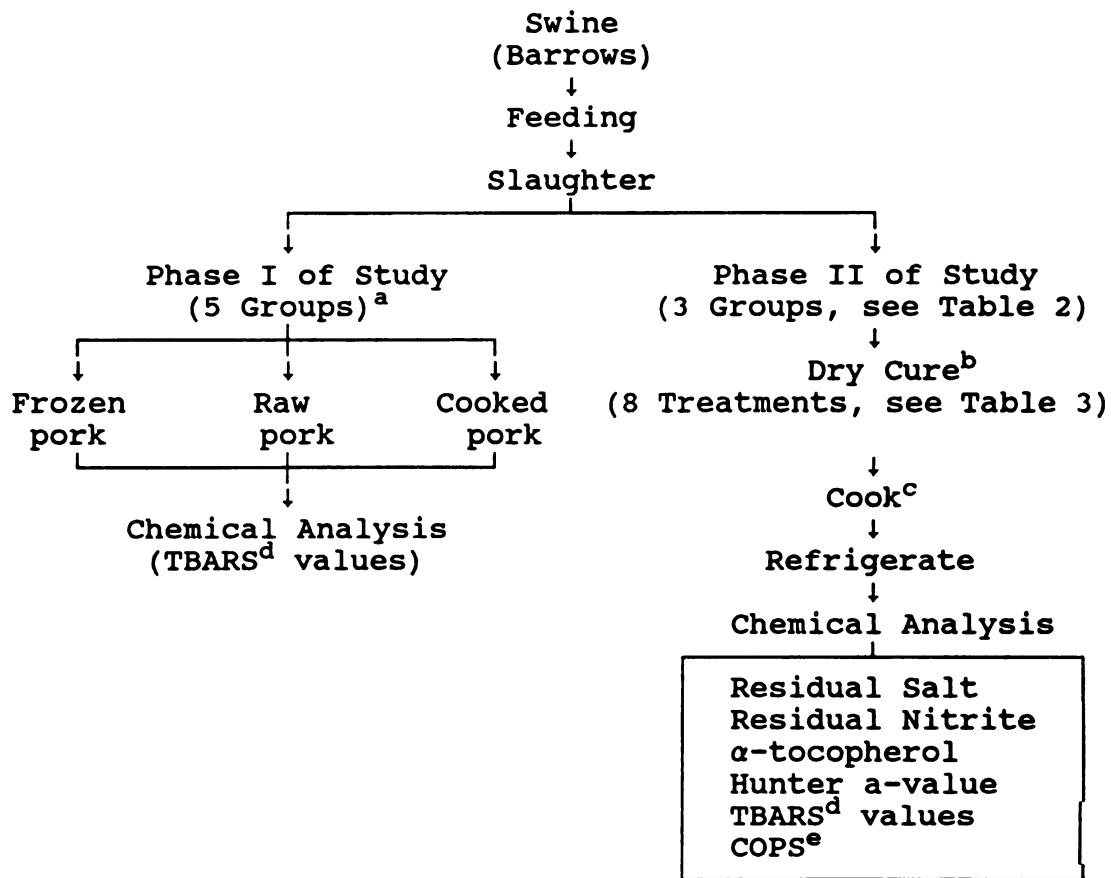 Swine
(Barrows)
↓
Feeding
↓
Slaughter
Phase I of Study
(5 Groups)ᵃ
Frozen pork
Raw pork
Cooked pork
Chemical Analysis
(TBARSᵈ values)
Phase II of Study
(3 Groups, see Table 2)
↓
Dry Cureᵇ
(8 Treatments, see Table 3)
↓
Cookᶜ
↓
Refrigerate
↓
Chemical Analysis
Residual Salt
Residual Nitrite
α-tocopherol
Hunter a-value
TBARSᵈ values
COPSᵉ